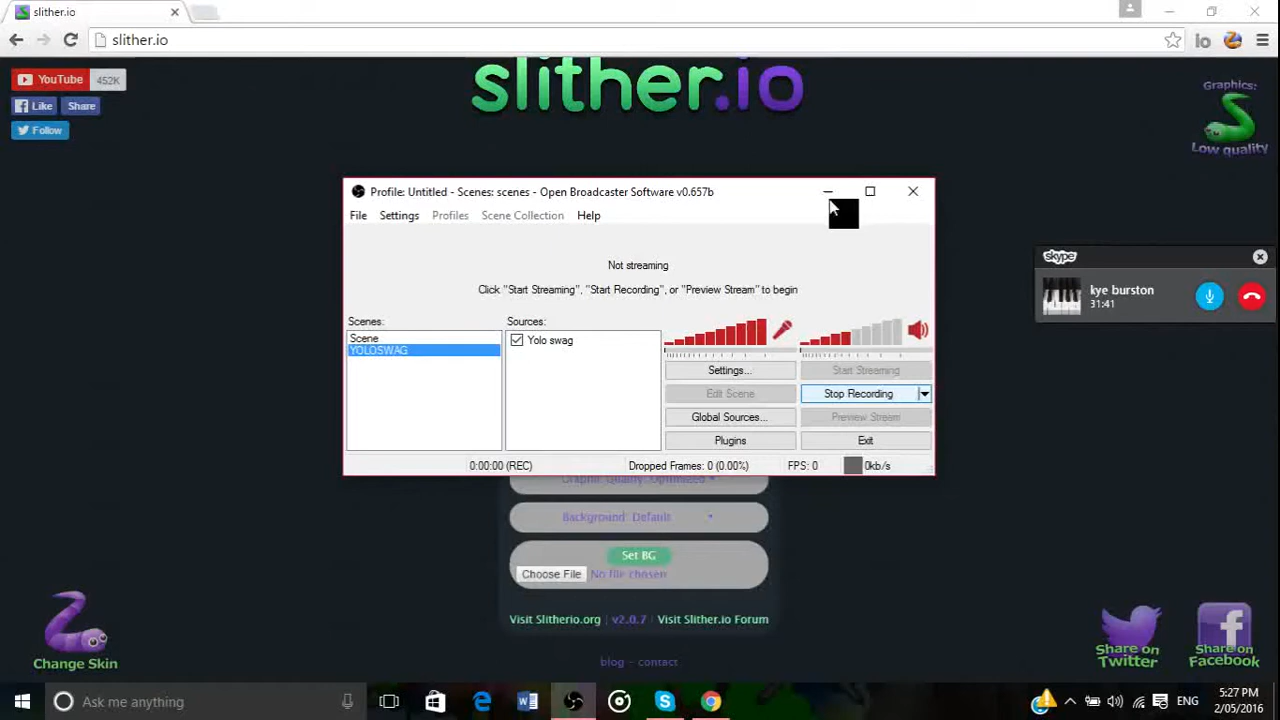 slither.io
slither.io
YouTube 452K
Like Share
Follow
slither.io
Graphics:
Low quality
Profile: Untitled - Scenes: scenes - Open Broadcaster Software v0.657b
File Settings Profiles Scene Collection Help
Not streaming
Click "Start Streaming", "Start Recording", or "Preview Stream" to begin
Scenes: Sources:
Scene
YOLOSWAG
Yolo swag
Settings... Start Streaming
Edit Scene Stop Recording
Global Sources... Preview Stream
Plugins Exit
0:00:00 (REC) Dropped Frames: 0 (0.00%) FPS: 0 0kb/s
skype
kye burston
31:41
Graphic Quality: Optimized
Background: Default
Set BG
Choose File No file chosen
Visit Slitherio.org | v2.0.7 | Visit Slither.io Forum
blog – contact
Change Skin
Share on Twitter
Share on Facebook
Ask me anything
ENG
5:27 PM
2/05/2016